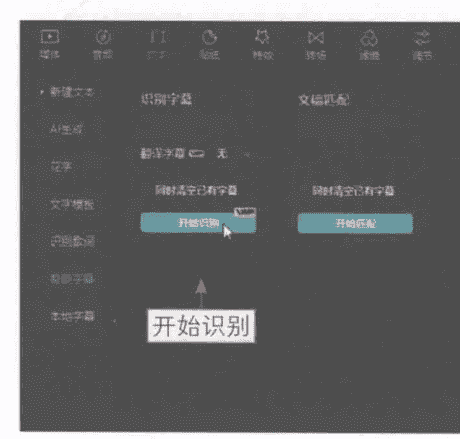 媒体 音频 文本 贴纸 特效 转场 滤镜 调节
新建文本
AI生成
花字
文字模板
识别歌词
智能字幕
本地字幕
识别字幕
文稿匹配
翻译字幕 无
同时清空已有字幕
同时清空已有字幕
开始识别
开始匹配
开始识别